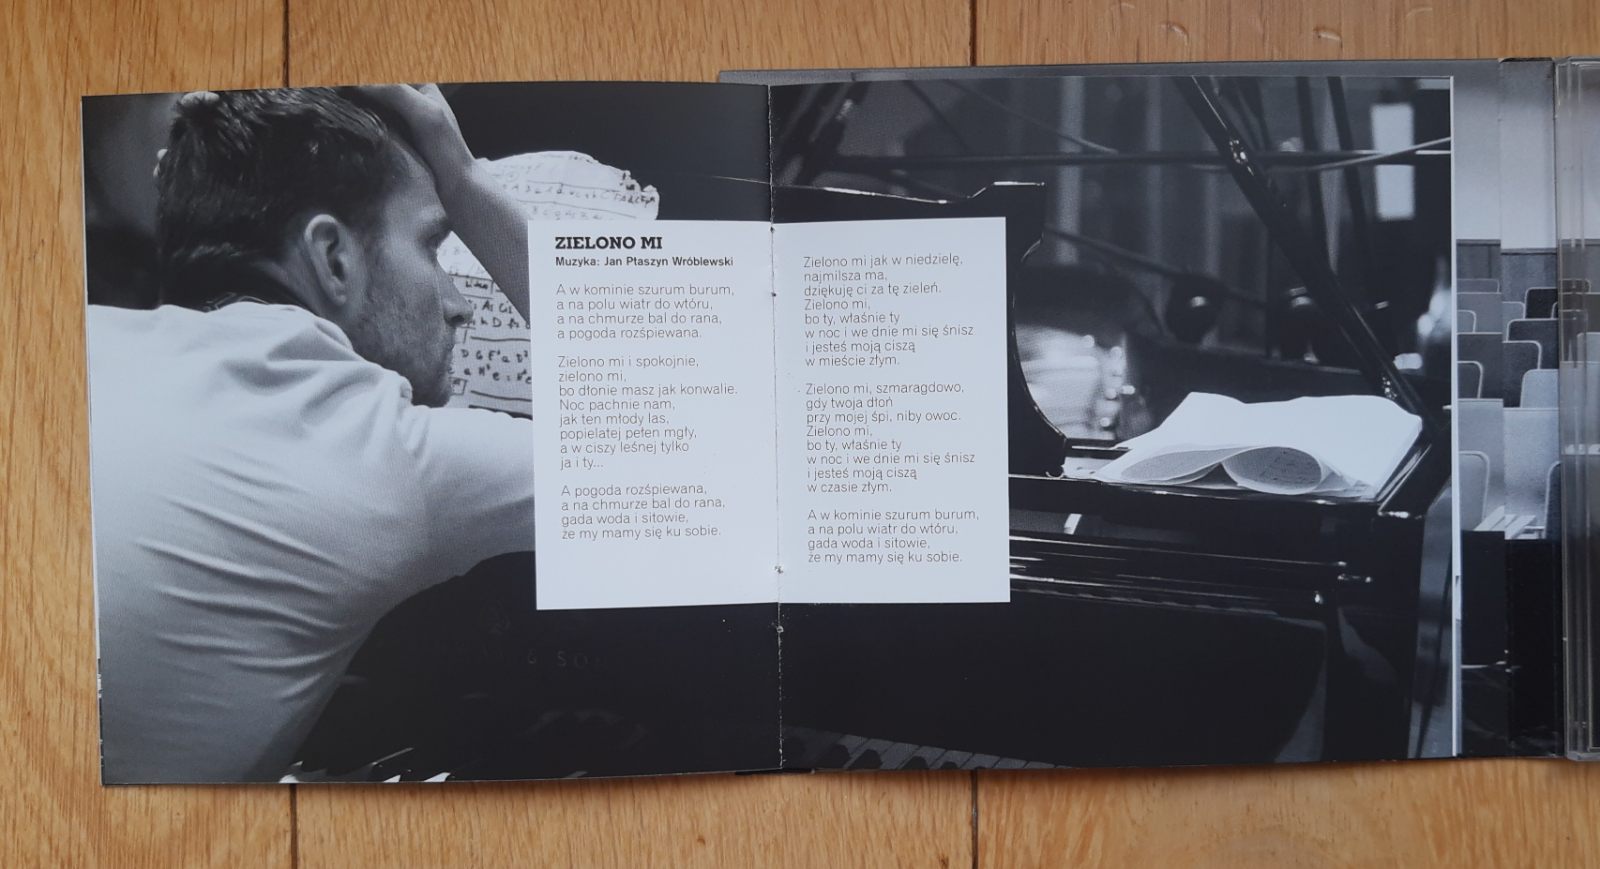 ZIELONO MI
Muzyka: Jan Ptaszyn Wróblewski
A w kominie szurum burum,
a na polu wiatr do wtóru,
a na chmurze bal do rana,
a pogoda rozśpiewana.
Zielono mi i spokojnie,
zielono mi,
bo dłonie masz jak konwalie.
Noc pachnie nam,
jak ten młody las,
popielatej pełen mgły,
a w ciszy leśnej tylko
ja i ty...
A pogoda rozśpiewana,
a na chmurze bal do rana,
gada woda i sitowie,
że my mamy się ku sobie.
Zielono mi jak w niedzielę,
najmilsza ma,
dziękuję ci za tę zieleń.
Zielono mi,
bo ty, właśnie ty
w noc i we dnie mi się śnisz
i jesteś moją ciszą
w mieście złym.
Zielono mi, szmaragdowo,
gdy twoja dłoń
przy mojej śpi, niby owoc.
Zielono mi,
bo ty, właśnie ty
w noc i we dnie mi się śnisz
i jesteś moją ciszą
w czasie złym.
A w kominie szurum burum,
a na polu wiatr do wtóru,
gada woda i sitowie,
że my mamy się ku sobie.